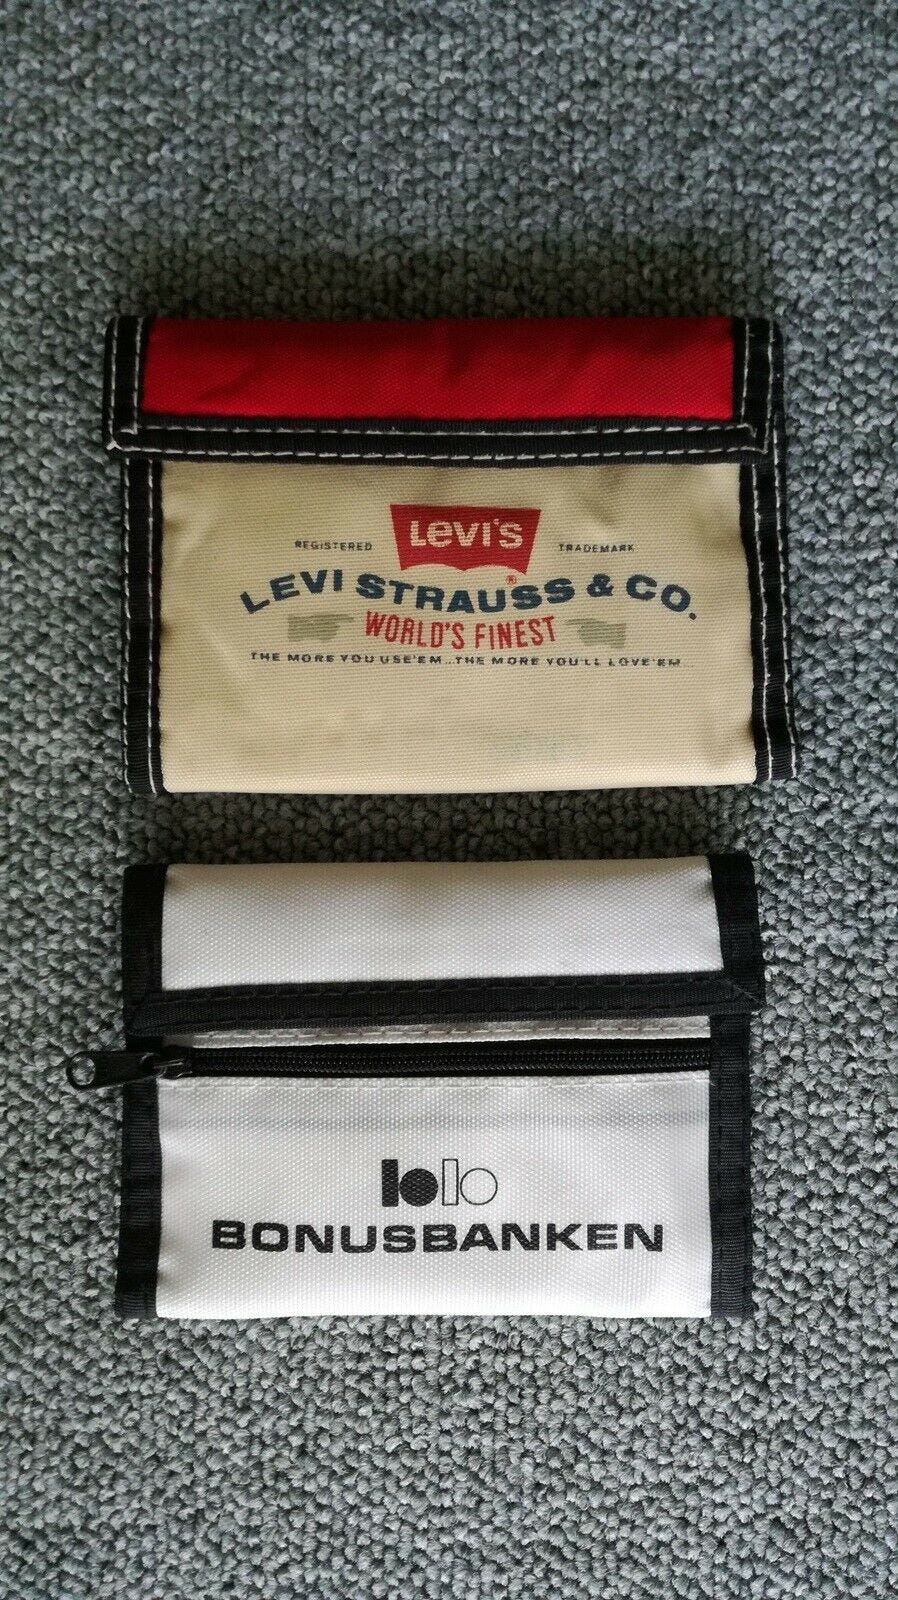 LEVI'S
REGISTERED TRADEMARK
®
LEVI STRAUSS & CO.
WORLD'S FINEST
THE MORE YOU USE'EM...THE MORE YOU'LL LOVE'EM...
blo
BONUSBANKEN